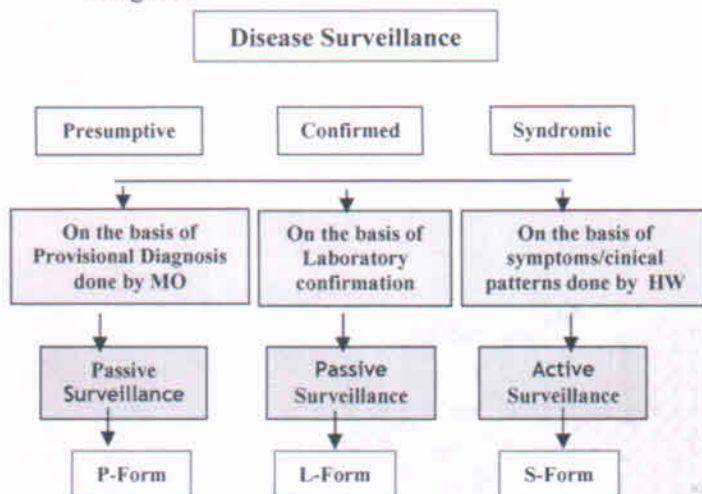 Disease Surveillance
Presumptive
Confirmed
Syndromic
On the basis of
Provisional Diagnosis
done by MO
On the basis of
Laboratory
confirmation
On the basis of
symptoms/cinical
patterns done by HW
Passive
Surveillance
Passive
Surveillance
Active
Surveillance
P-Form
L-Form
S-Form